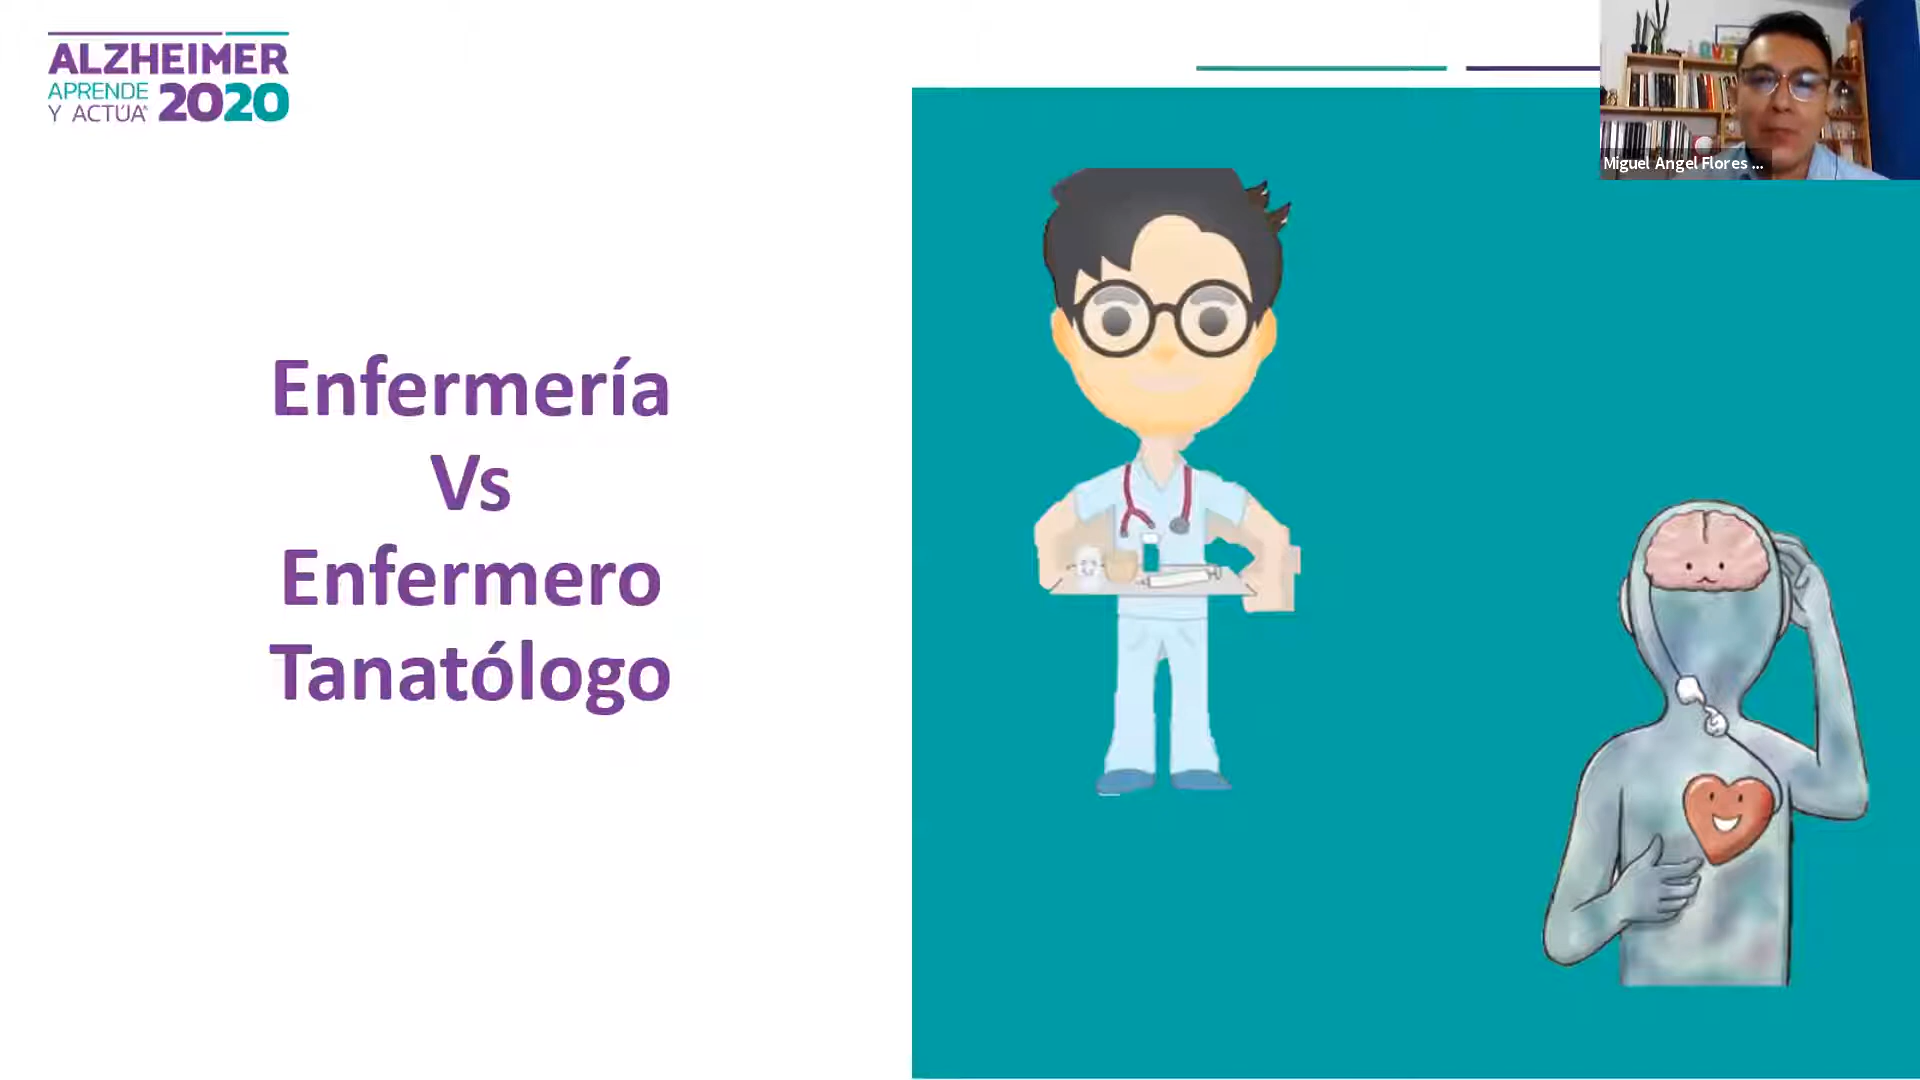 ALZHEIMER
APRENDE
Y ACTÚA® 2020
Miguel Angel Flores ...
Enfermería
Vs
Enfermero
Tanatólogo